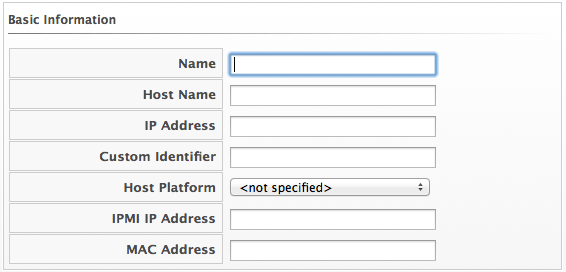 Basic Information
Name
Host Name
IP Address
Custom Identifier
Host Platform <not specified>
IPMI IP Address
MAC Address